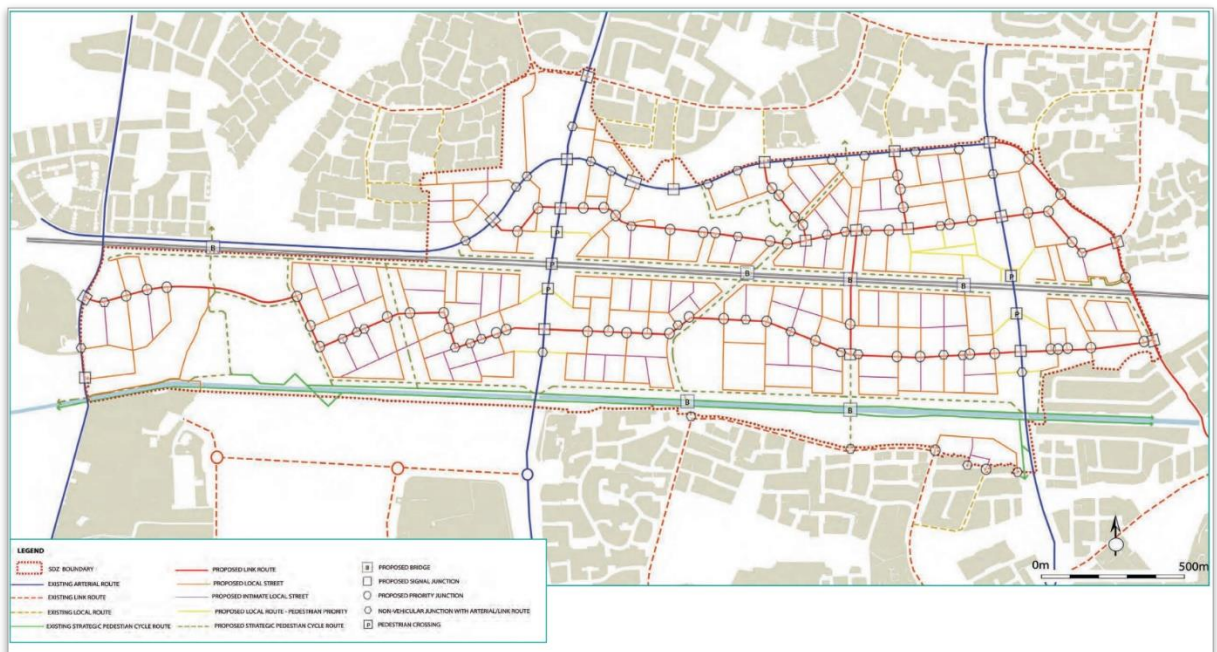 B
P
P
P
B
B
B
P
P
B
B
0m
500m
LEGEND
SDZ BOUNDARY
EXISTING ARTERIAL ROUTE
EXISTING LINK ROUTE
EXISTING LOCAL ROUTE
EXISTING STRATEGIC PEDESTIAN CYCLE ROUTE
PROPOSED LINK ROUTE
PROPOSED LOCAL STREET
PROPOSED INTIMATE LOCAL STREET
PROPOSED LOCAL ROUTE - PEDESTRIAN PRIORITY
PROPOSED STRATEGIC PEDESTIAN CYCLE ROUTE
B PROPOSED BRIDGE
PROPOSED SIGNAL JUNCTION
PROPOSED PRIORITY JUNCTION
NON-VEHICULAR JUNCTION WITH ARTERIAL/LINK ROUTE
P PEDESTRIAN CROSSING